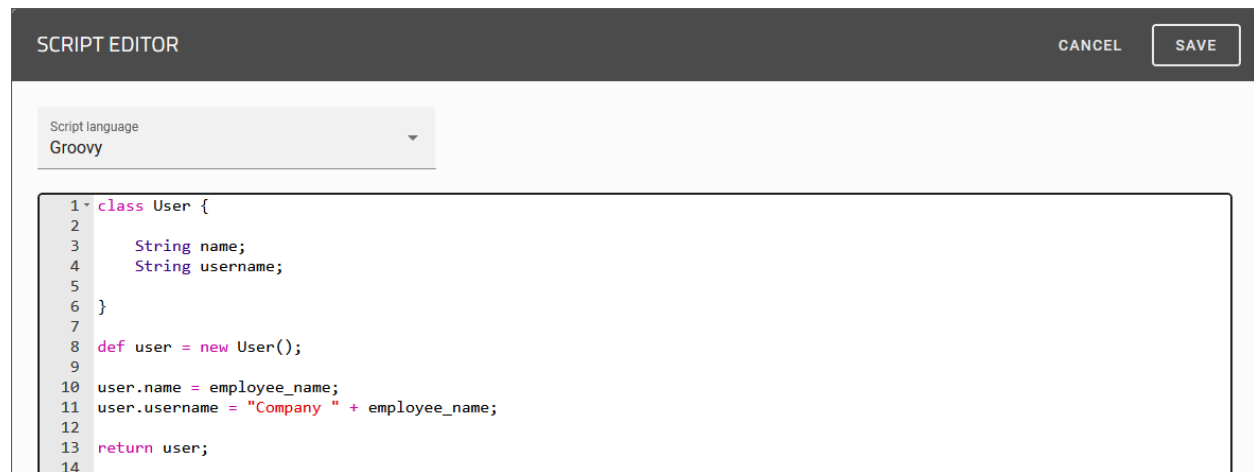 SCRIPT EDITOR CANCEL SAVE
Script language
Groovy
1 class User {
2
3     String name;
4     String username;
5
6 }
7
8 def user = new User();
9
10 user.name = employee_name;
11 user.username = "Company " + employee_name;
12
13 return user;
14